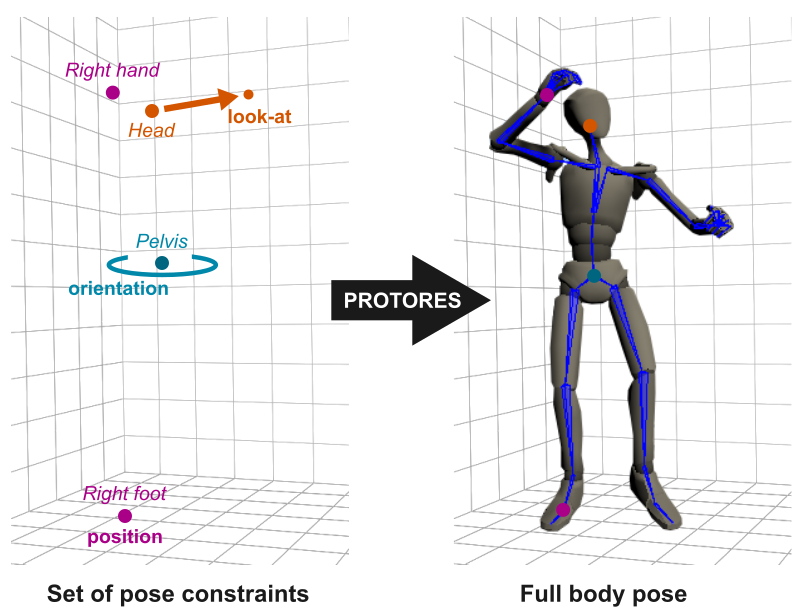 Right hand
Head
look-at
Pelvis
orientation
PROTORES
Right foot
position
Set of pose constraints
Full body pose